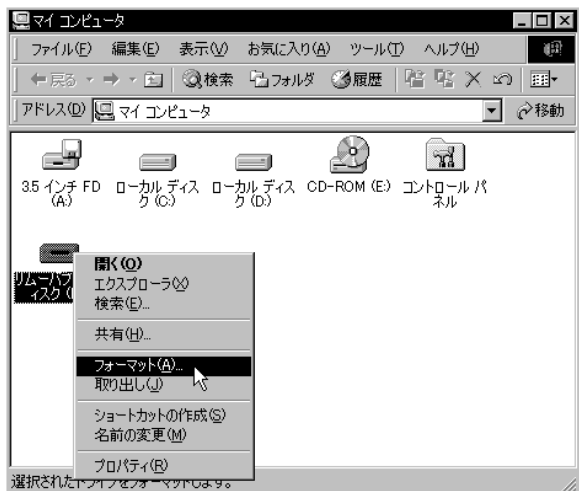 マイ コンピュータ
ファイル(F) 編集(E) 表示(V) お気に入り(A) ツール(T) ヘルプ(H)
戻る 検索 フォルダ 履歴
アドレス(D) マイ コンピュータ 移動
3.5 インチ FD (A:)
ローカル ディスク (C:)
ローカル ディスク (D:)
CD-ROM (E:)
コントロール パネル
開く(O)
エクスプローラ(X)
検索(E)...
共有(H)...
フォーマット(A)...
取り出し(J)
ショートカットの作成(S)
名前の変更(M)
プロパティ(R)
選択されたドライブをフォーマットします。